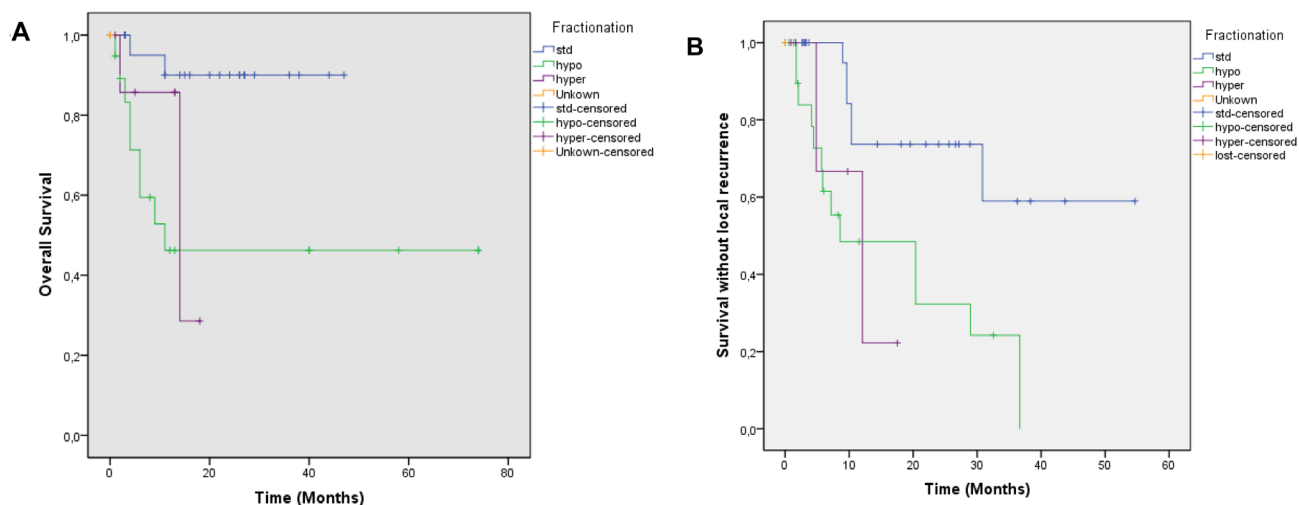 A
Overall Survival
1,0
0,8
0,6
0,4
0,2
0,0
0 20 40 60 80
Time (Months)
Fractionation
std
hypo
hyper
Unkown
std-censored
hypo-censored
hyper-censored
Unkown-censored
B
Survival without local recurrence
1,0
0,8
0,6
0,4
0,2
0,0
0 10 20 30 40 50 60
Time (Months)
Fractionation
std
hypo
hyper
Unkown
std-censored
hypo-censored
hyper-censored
lost-censored